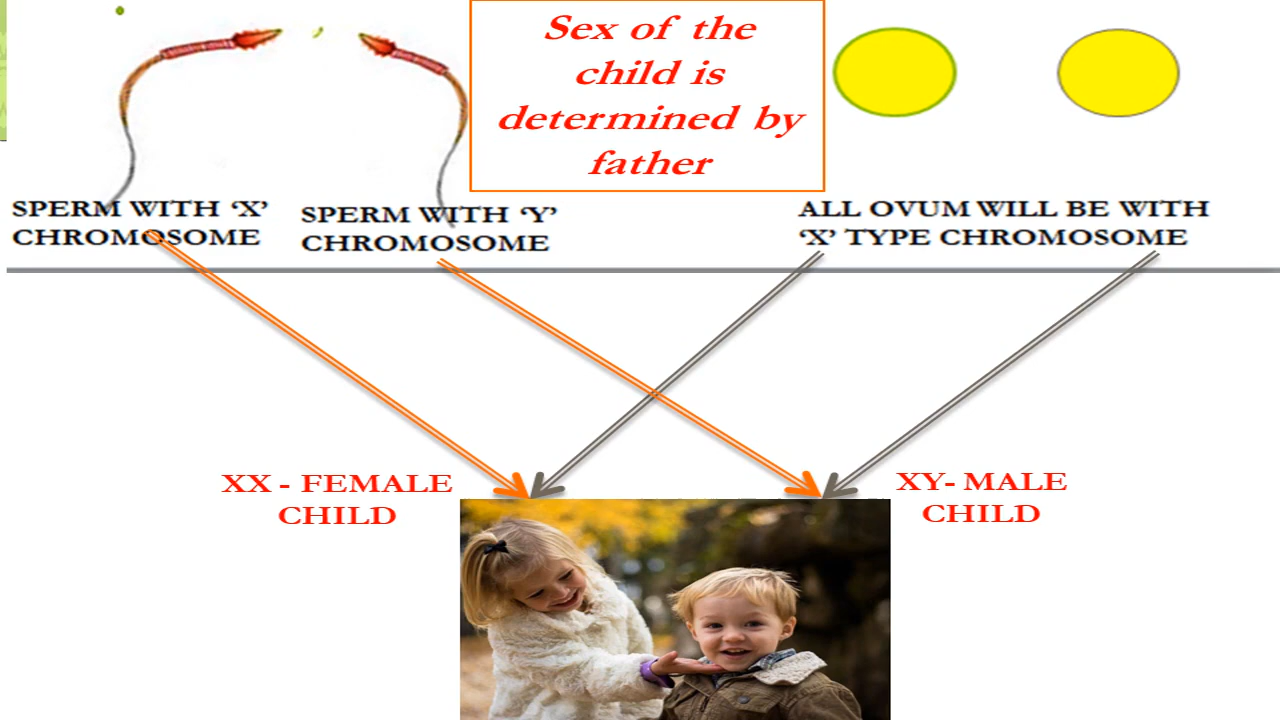 Sex of the
child is
determined by
father
SPERM WITH ‘X’
CHROMOSOME
SPERM WITH ‘Y’
CHROMOSOME
ALL OVUM WILL BE WITH
‘X’ TYPE CHROMOSOME
XX - FEMALE
CHILD
XY- MALE
CHILD